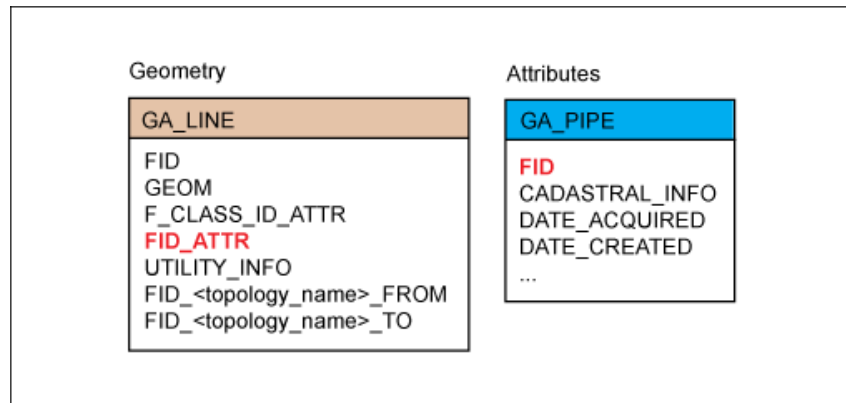 Geometry
GA_LINE
FID
GEOM
F_CLASS_ID_ATTR
FID_ATTR
UTILITY_INFO
FID_<topology_name>_FROM
FID_<topology_name>_TO
Attributes
GA_PIPE
FID
CADASTRAL_INFO
DATE_ACQUIRED
DATE_CREATED
...